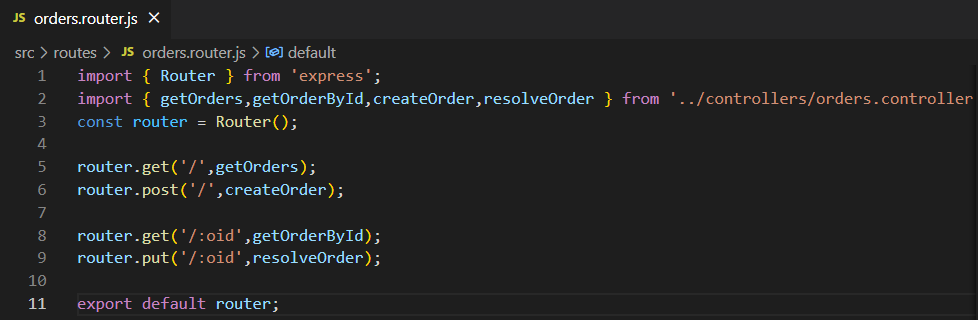 JS orders.router.js ×
src > routes > JS orders.router.js > default
1 import { Router } from 'express';
2 import { getOrders,getOrderById,createOrder,resolveOrder } from '../controllers/orders.controller
3 const router = Router();
4
5 router.get('/',getOrders);
6 router.post('/',createOrder);
7
8 router.get('/:oid',getOrderById);
9 router.put('/:oid',resolveOrder);
10
11 export default router;